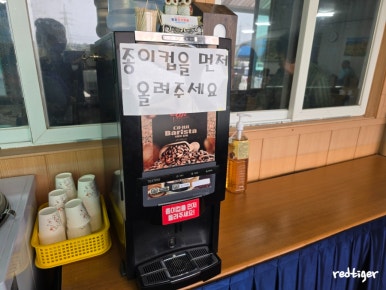 종이컵을 먼저
올려주세요
Barista
종이컵을 먼저
올려주세요!
redtiger